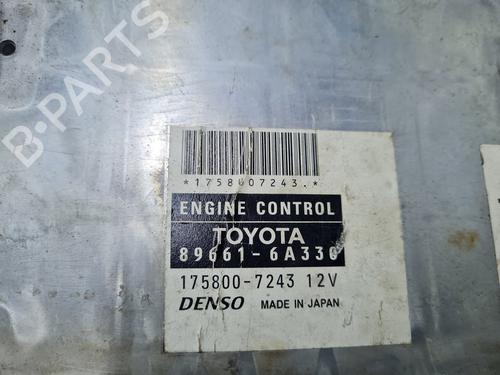 B-PARTS
*1758007243.*
ENGINE CONTROL
TOYOTA
89661-6A330
175800-7243 12V
DENSO MADE IN JAPAN